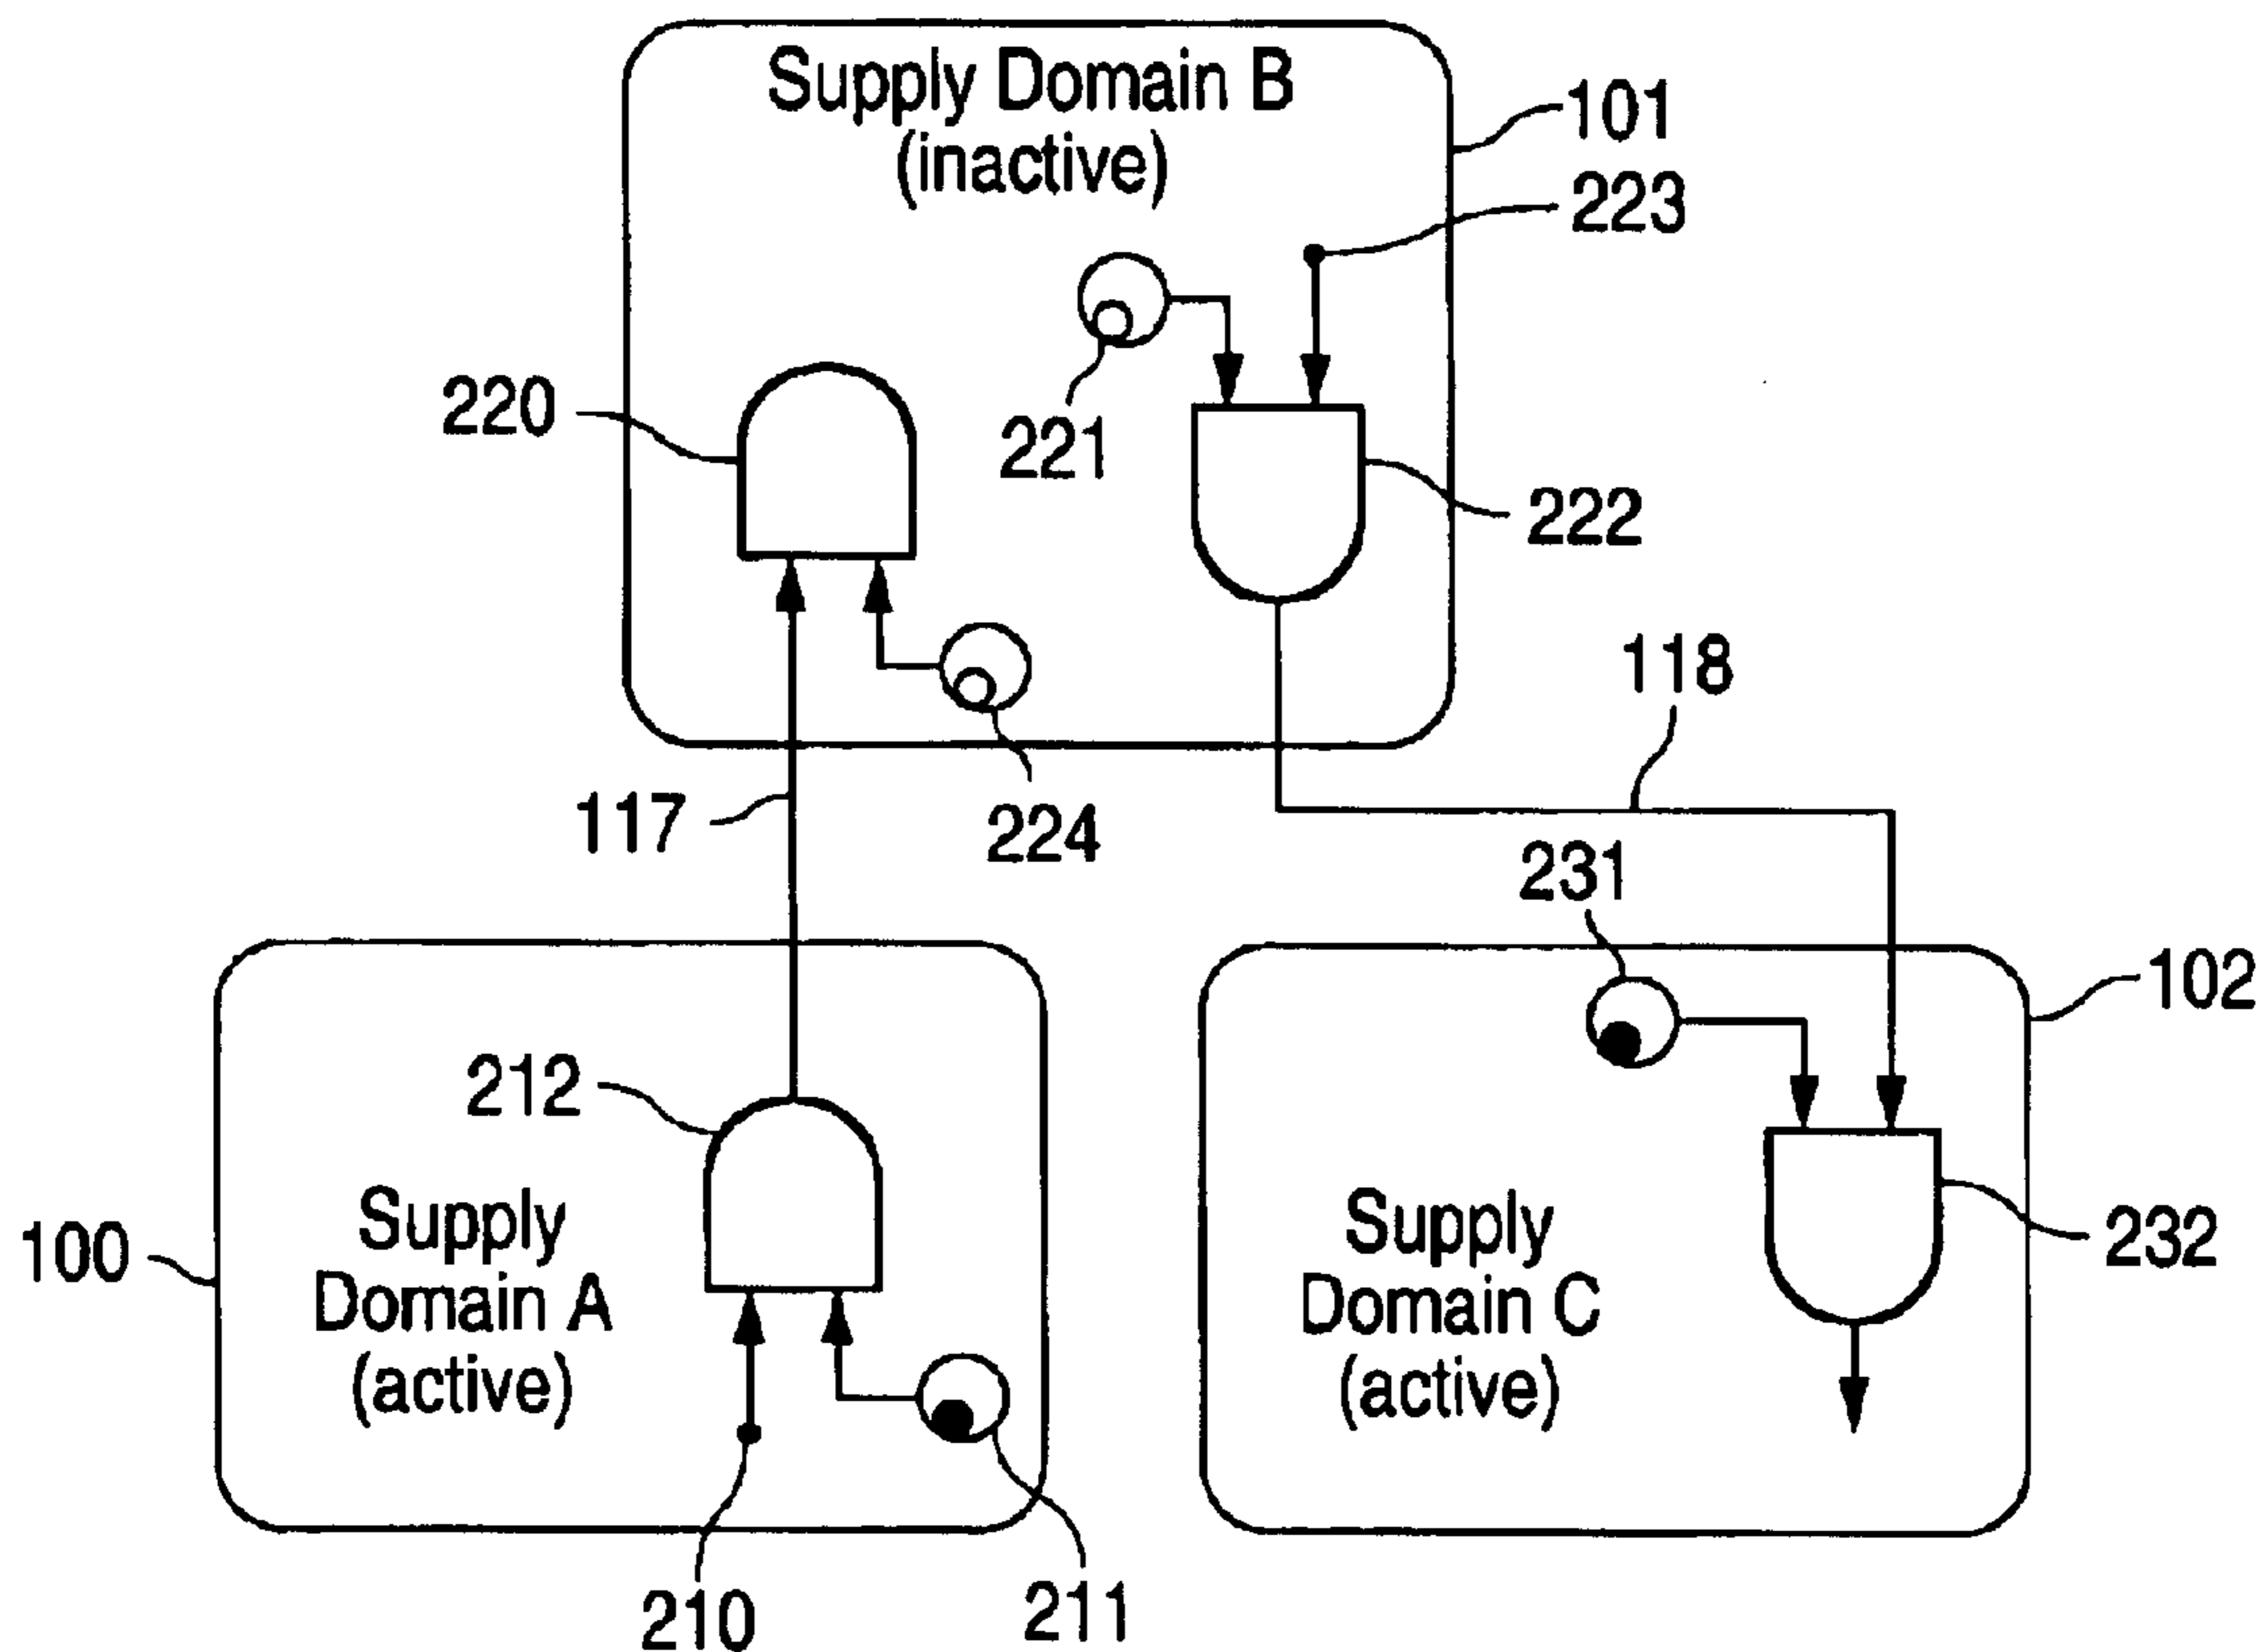 Supply Domain B
(inactive)
101
223
220
221
222
118
117
224
231
102
212
100
Supply
Domain A
(active)
Supply
Domain C
(active)
232
210
211